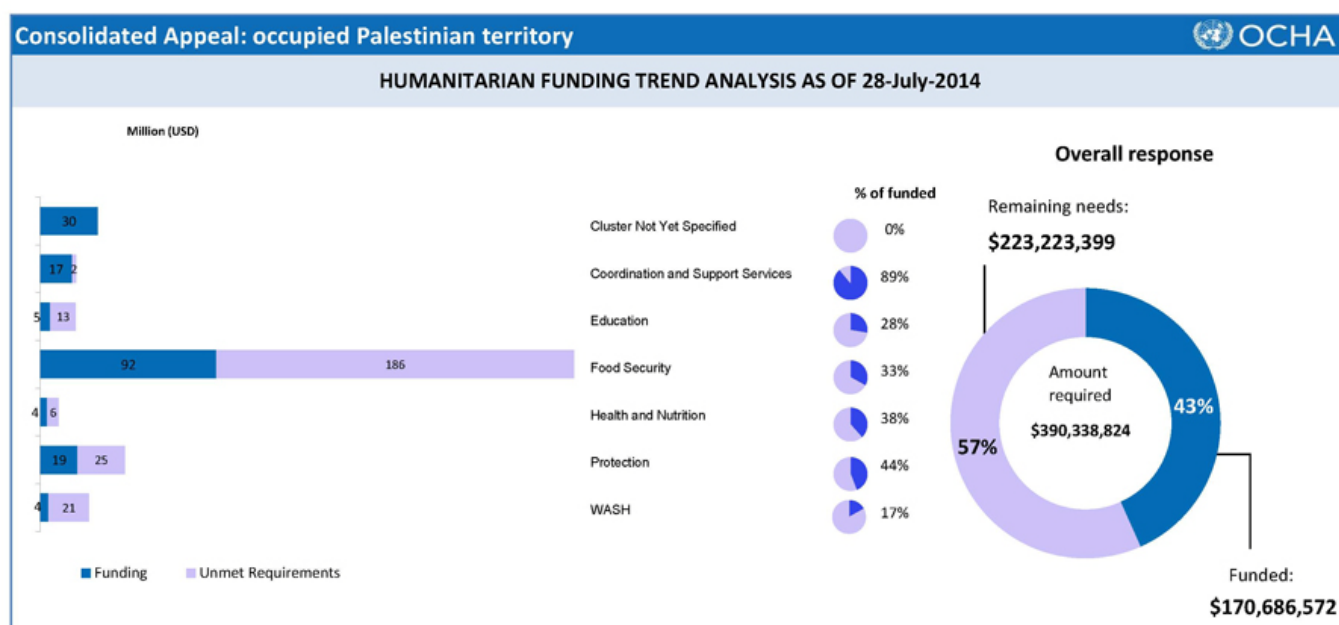 Consolidated Appeal: occupied Palestinian territory
OCHA
HUMANITARIAN FUNDING TREND ANALYSIS AS OF 28-July-2014
Million (USD)
% of funded
30
Cluster Not Yet Specified
0%
17 2
Coordination and Support Services
89%
5 13
Education
28%
92 186
Food Security
33%
4 6
Health and Nutrition
38%
19 25
Protection
44%
4 21
WASH
17%
Funding
Unmet Requirements
Overall response
Remaining needs:
$223,223,399
Amount
required
$390,338,824
43%
57%
Funded:
$170,686,572